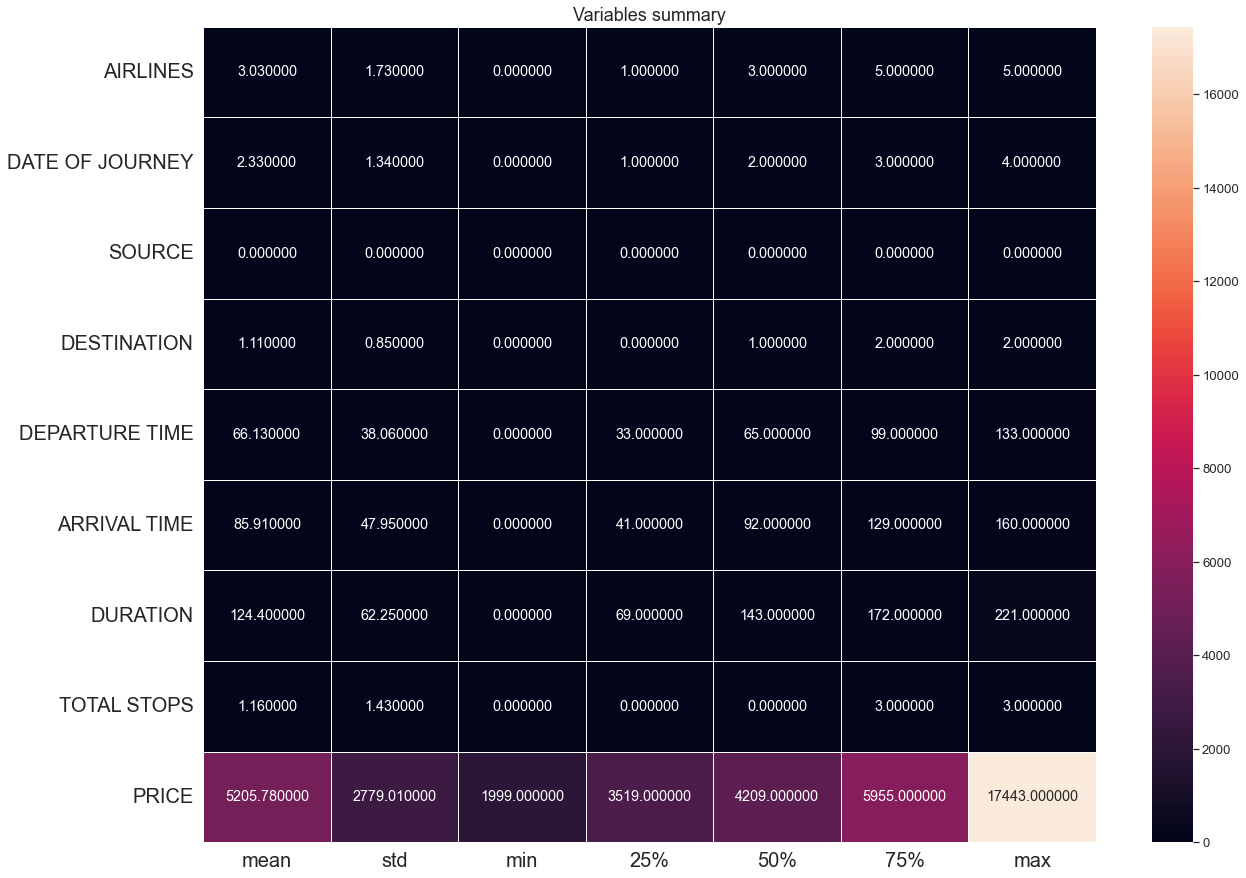 Variables summary
AIRLINES 3.030000 1.730000 0.000000 1.000000 3.000000 5.000000 5.000000
DATE OF JOURNEY 2.330000 1.340000 0.000000 1.000000 2.000000 3.000000 4.000000
SOURCE 0.000000 0.000000 0.000000 0.000000 0.000000 0.000000 0.000000
DESTINATION 1.110000 0.850000 0.000000 0.000000 1.000000 2.000000 2.000000
DEPARTURE TIME 66.130000 38.060000 0.000000 33.000000 65.000000 99.000000 133.000000
ARRIVAL TIME 85.910000 47.950000 0.000000 41.000000 92.000000 129.000000 160.000000
DURATION 124.400000 62.250000 0.000000 69.000000 143.000000 172.000000 221.000000
TOTAL STOPS 1.160000 1.430000 0.000000 0.000000 0.000000 3.000000 3.000000
PRICE 5205.780000 2779.010000 1999.000000 3519.000000 4209.000000 5955.000000 17443.000000
mean std min 25% 50% 75% max
16000
14000
12000
10000
8000
6000
4000
2000
0